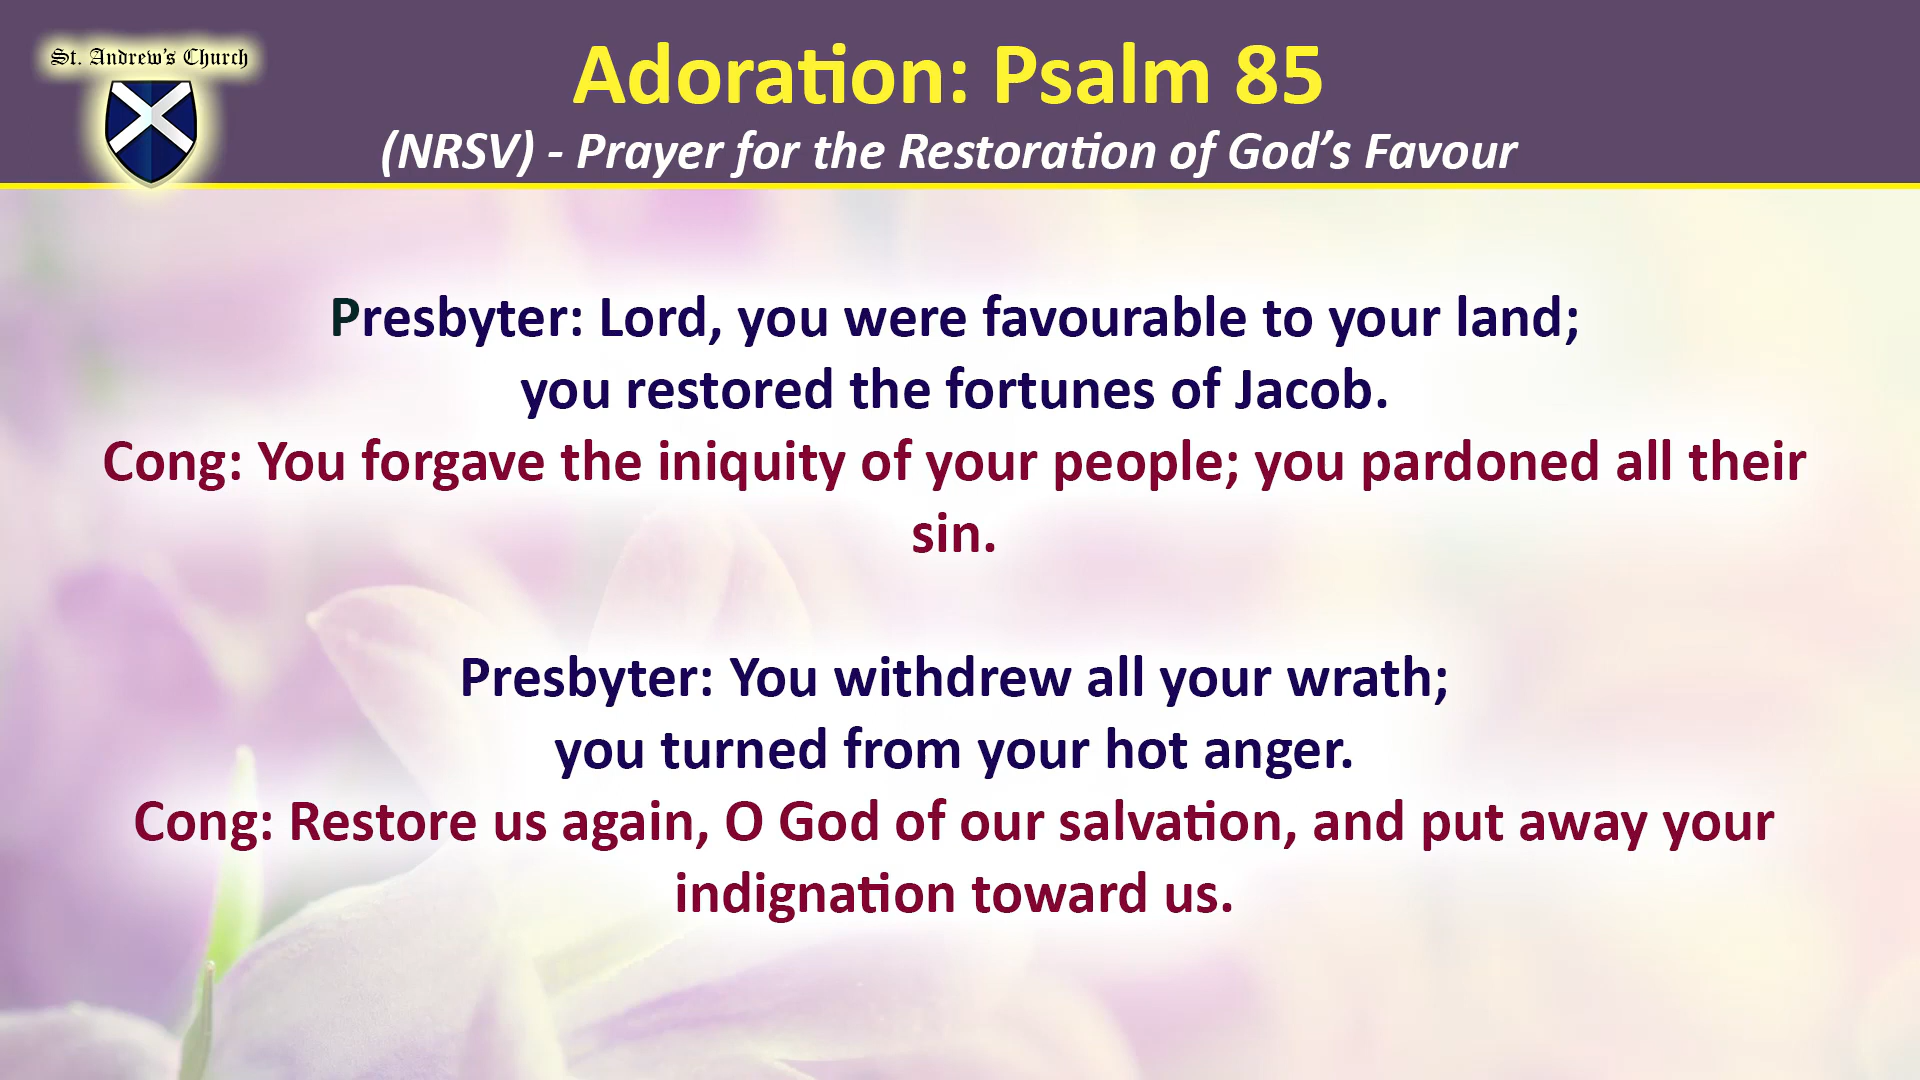 St. Andrew's Church
Adoration: Psalm 85
(NRSV) - Prayer for the Restoration of God’s Favour
Presbyter: Lord, you were favourable to your land;
you restored the fortunes of Jacob.
Cong: You forgave the iniquity of your people; you pardoned all their
sin.
Presbyter: You withdrew all your wrath;
you turned from your hot anger.
Cong: Restore us again, O God of our salvation, and put away your
indignation toward us.